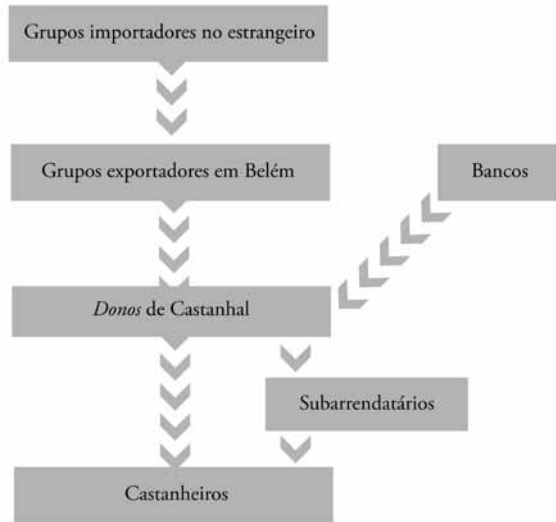 Grupos importadores no estrangeiro
Grupos exportadores em Belém
Bancos
Donos de Castanhal
Subarrendatários
Castanheiros